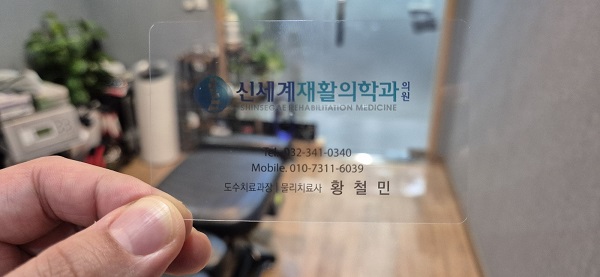 신세계재활의학과의원
SHINSEGAE REHABILITATION MEDICINE
Tel. 032-341-0340
Mobile. 010-7311-6039
도수치료과장 | 물리치료사 황 철 민